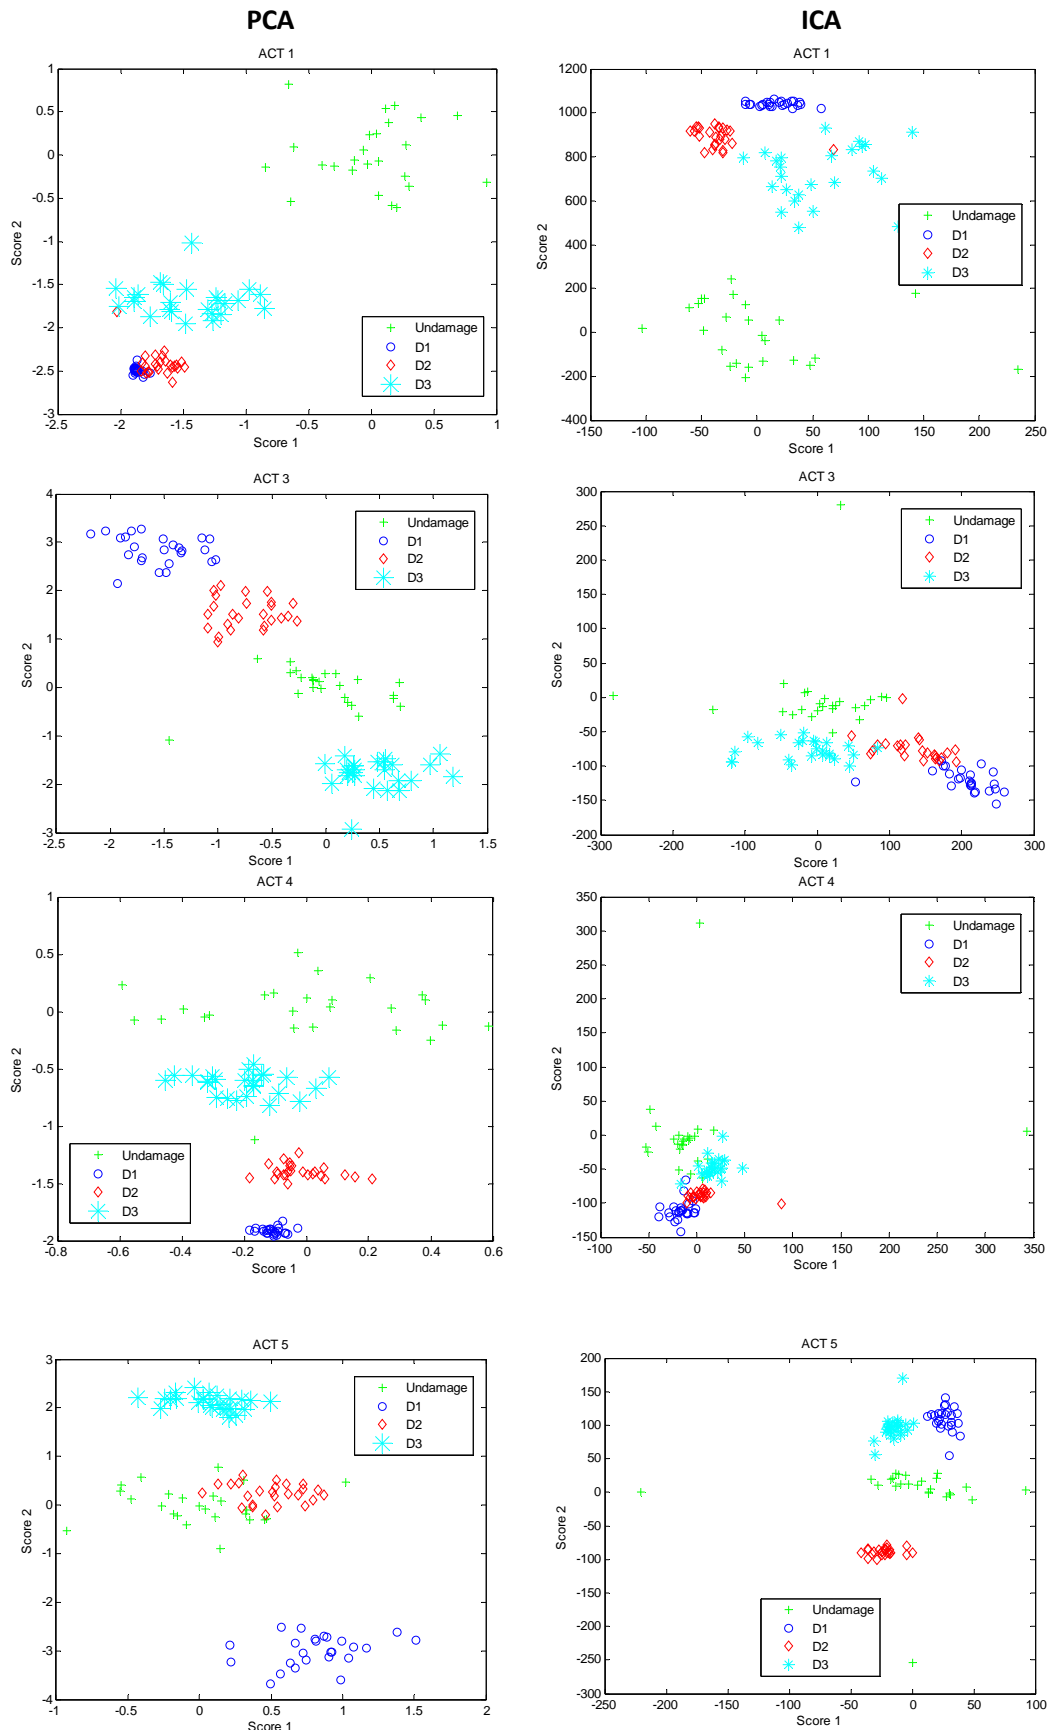 PCA
ICA
ACT 1
1
0.5
0
-0.5
-1
-1.5
-2
-2.5
-3
-2.5
-2
-1.5
-1
-0.5
0
0.5
1
Score 1
Score 2
Undamage
D1
D2
D3
ACT 1
1200
1000
800
600
400
200
0
-200
-400
-150
-100
-50
0
50
100
150
200
250
Score 1
Score 2
Undamage
D1
D2
D3
ACT 3
4
3
2
1
0
-1
-2
-3
-2.5
-2
-1.5
-1
-0.5
0
0.5
1
1.5
Score 1
Score 2
Undamage
D1
D2
D3
ACT 3
300
250
200
150
100
50
0
-50
-100
-150
-200
-300
-200
-100
0
100
200
300
Score 1
Score 2
Undamage
D1
D2
D3
ACT 4
1
0.5
0
-0.5
-1
-1.5
-2
-0.8
-0.6
-0.4
-0.2
0
0.2
0.4
0.6
Score 1
Score 2
Undamage
D1
D2
D3
ACT 4
350
300
250
200
150
100
50
0
-50
-100
-150
-100
-50
0
50
100
150
200
250
300
350
Score 1
Score 2
Undamage
D1
D2
D3
ACT 5
3
2
1
0
-1
-2
-3
-4
-1
-0.5
0
0.5
1
1.5
2
Score 1
Score 2
Undamage
D1
D2
D3
ACT 5
200
150
100
50
0
-50
-100
-150
-200
-250
-300
-250
-200
-150
-100
-50
0
50
100
Score 1
Score 2
Undamage
D1
D2
D3